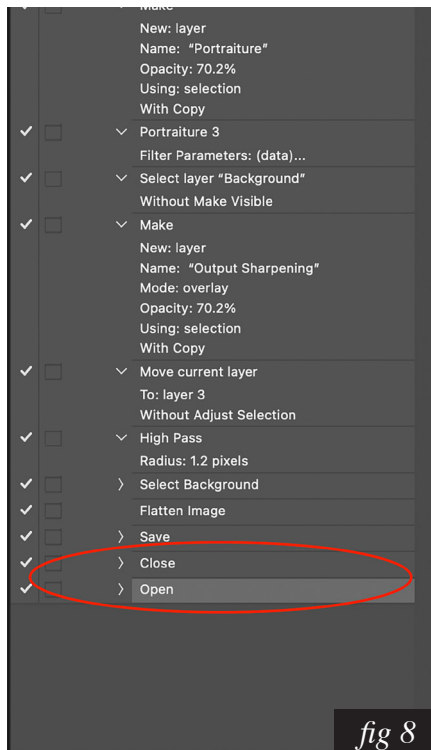 Make
New: layer
Name: “Portraiture”
Opacity: 70.2%
Using: selection
With Copy
Portraiture 3
Filter Parameters: (data)...
Select layer “Background”
Without Make Visible
Make
New: layer
Name: “Output Sharpening”
Mode: overlay
Opacity: 70.2%
Using: selection
With Copy
Move current layer
To: layer 3
Without Adjust Selection
High Pass
Radius: 1.2 pixels
Select Background
Flatten Image
Save
Close
Open
fig 8